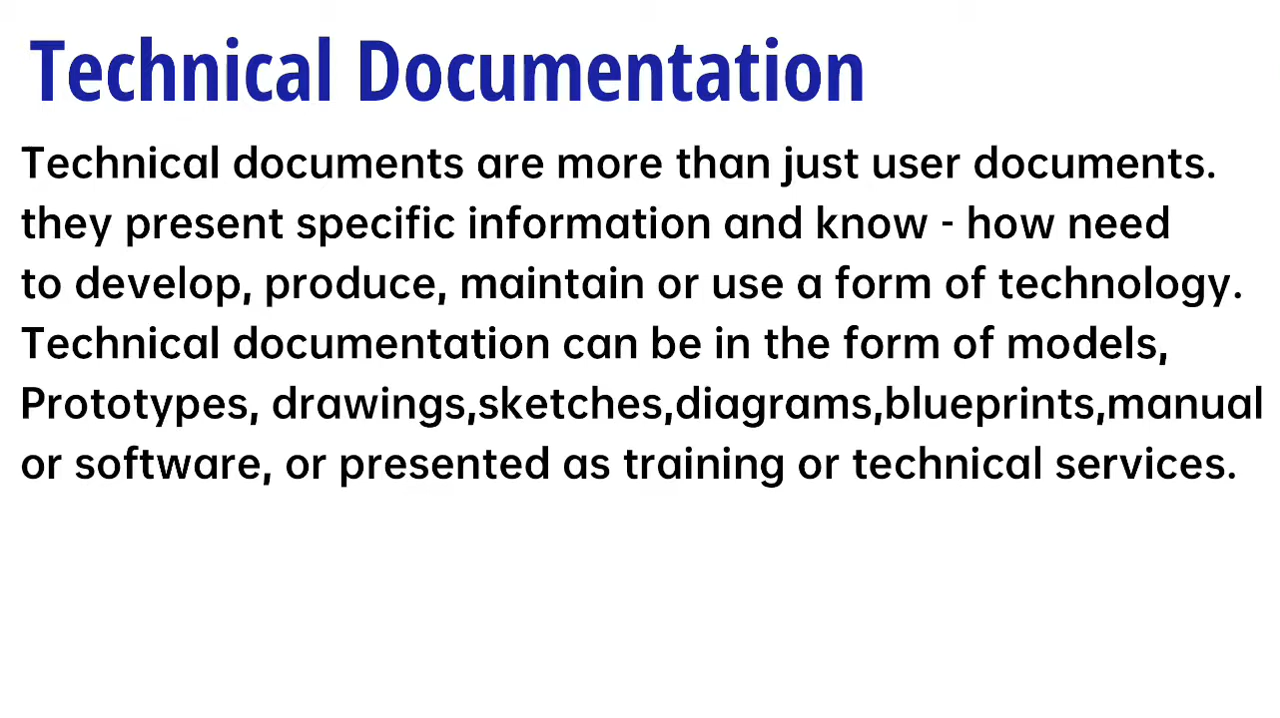 Technical Documentation
Technical documents are more than just user documents.
they present specific information and know - how need
to develop, produce, maintain or use a form of technology.
Technical documentation can be in the form of models,
Prototypes, drawings,sketches,diagrams,blueprints,manual
or software, or presented as training or technical services.